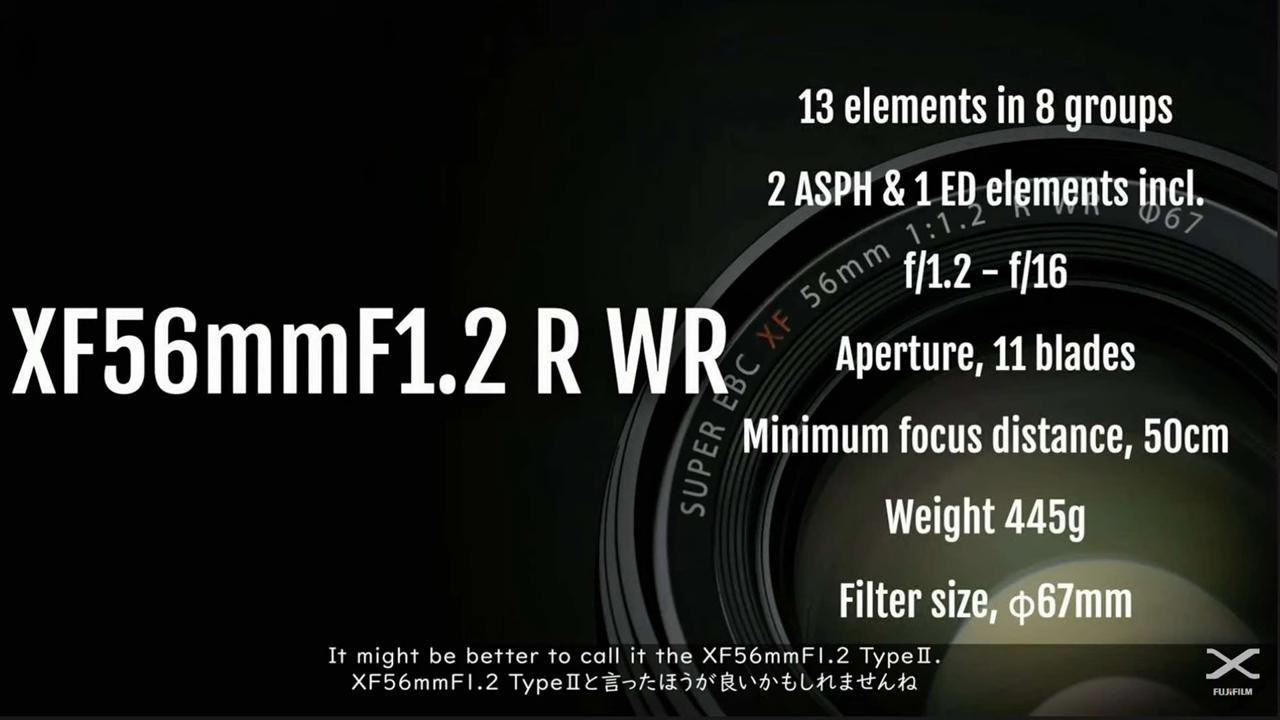 XF56mmF1.2 R WR
13 elements in 8 groups
2 ASPH & 1 ED elements incl.
f/1.2 – f/16
Aperture, 11 blades
Minimum focus distance, 50cm
Weight 445g
Filter size, φ67mm
SUPER EBC XF 56mm 1:1.2 R WR Φ67
It might be better to call it the XF56mmF1.2 TypeⅡ.
XF56mmF1.2 TypeⅡと言ったほうが良いかもしれませんね
FUJIFILM